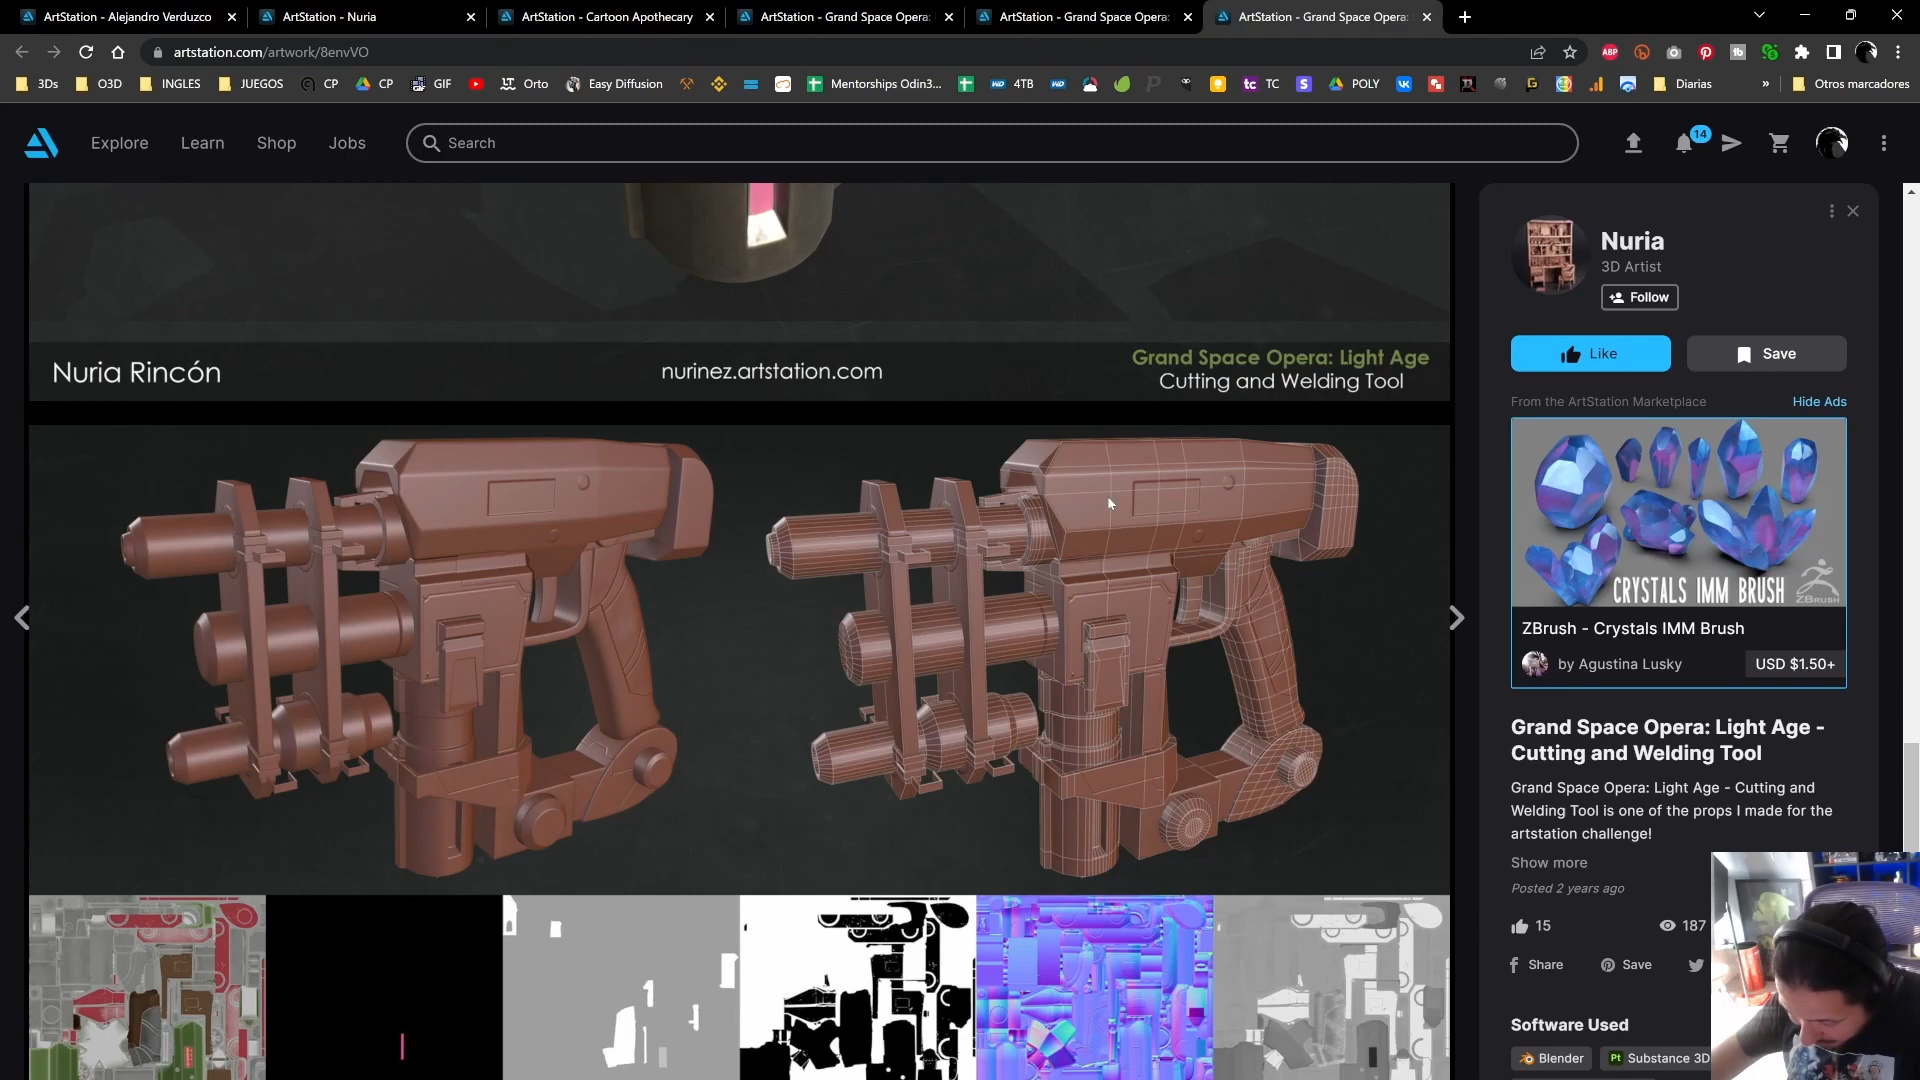 ArtStation - Alejandro Verduzco
ArtStation - Nuria
ArtStation - Cartoon Apothecary
ArtStation - Grand Space Opera:
ArtStation - Grand Space Opera:
ArtStation - Grand Space Opera:
artstation.com/artwork/8envVO
ABP
3Ds
O3D
INGLES
JUEGOS
CP
CP
GIF
Orto
Easy Diffusion
Mentorships Odin3...
4TB
TC
POLY
Diarias
»
Otros marcadores
Explore
Learn
Shop
Jobs
Search
14
Nuria
3D Artist
Follow
Like
Save
From the ArtStation Marketplace
Hide Ads
CRYSTALS IMM BRUSH
ZBRUSH
ZBrush - Crystals IMM Brush
by Agustina Lusky
USD $1.50+
Nuria Rincón
nurinez.artstation.com
Grand Space Opera: Light Age
Cutting and Welding Tool
Grand Space Opera: Light Age -
Cutting and Welding Tool
Grand Space Opera: Light Age - Cutting and
Welding Tool is one of the props I made for the
artstation challenge!
Show more
Posted 2 years ago
15
187
Share
Save
Software Used
Blender
Pt Substance 3D